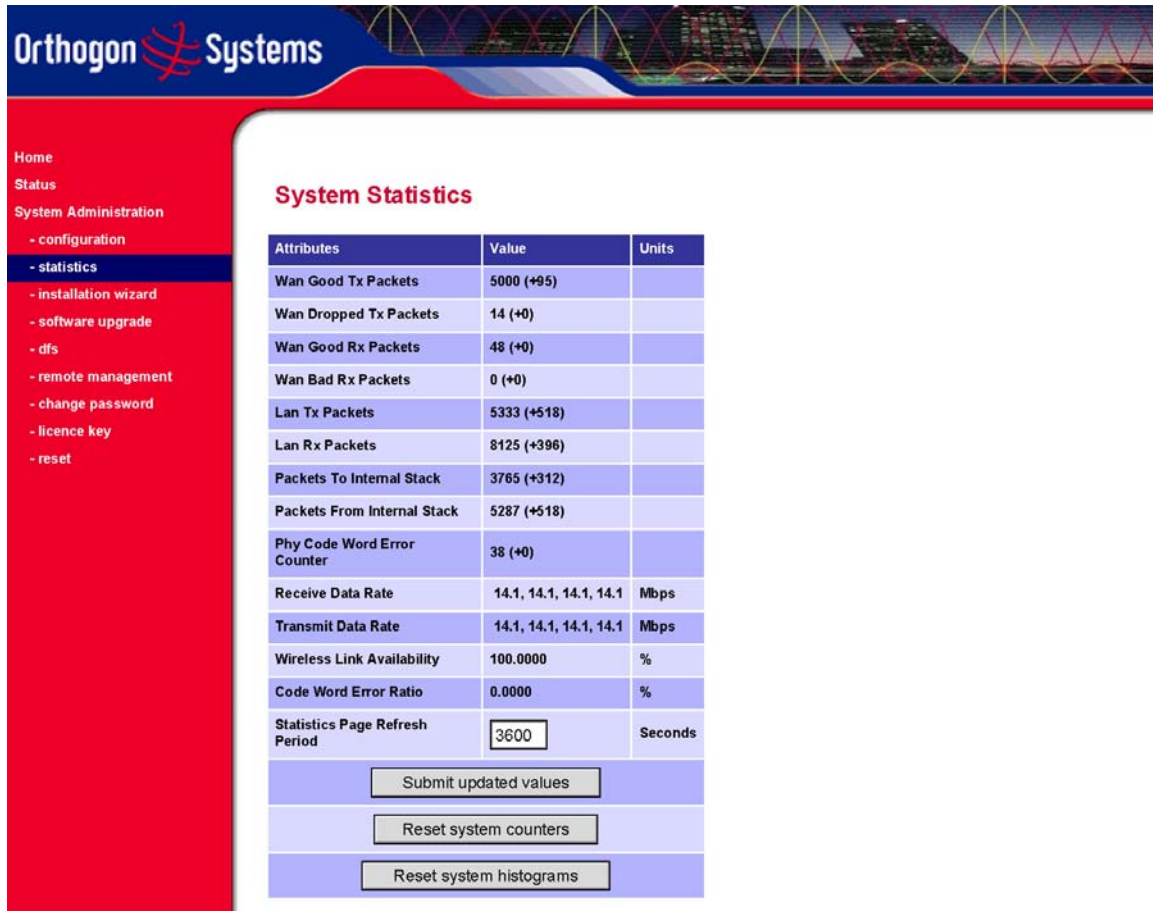 Orthogon Systems
Home
Status
System Administration
- configuration
- statistics
- installation wizard
- software upgrade
- dfs
- remote management
- change password
- licence key
- reset
System Statistics
Attributes Value Units
Wan Good Tx Packets 5000 (+95)
Wan Dropped Tx Packets 14 (+0)
Wan Good Rx Packets 48 (+0)
Wan Bad Rx Packets 0 (+0)
Lan Tx Packets 5333 (+518)
Lan Rx Packets 8125 (+396)
Packets To Internal Stack 3765 (+312)
Packets From Internal Stack 5287 (+518)
Phy Code Word Error
Counter 38 (+0)
Receive Data Rate 14.1, 14.1, 14.1, 14.1 Mbps
Transmit Data Rate 14.1, 14.1, 14.1, 14.1 Mbps
Wireless Link Availability 100.0000 %
Code Word Error Ratio 0.0000 %
Statistics Page Refresh
Period 3600 Seconds
Submit updated values
Reset system counters
Reset system histograms